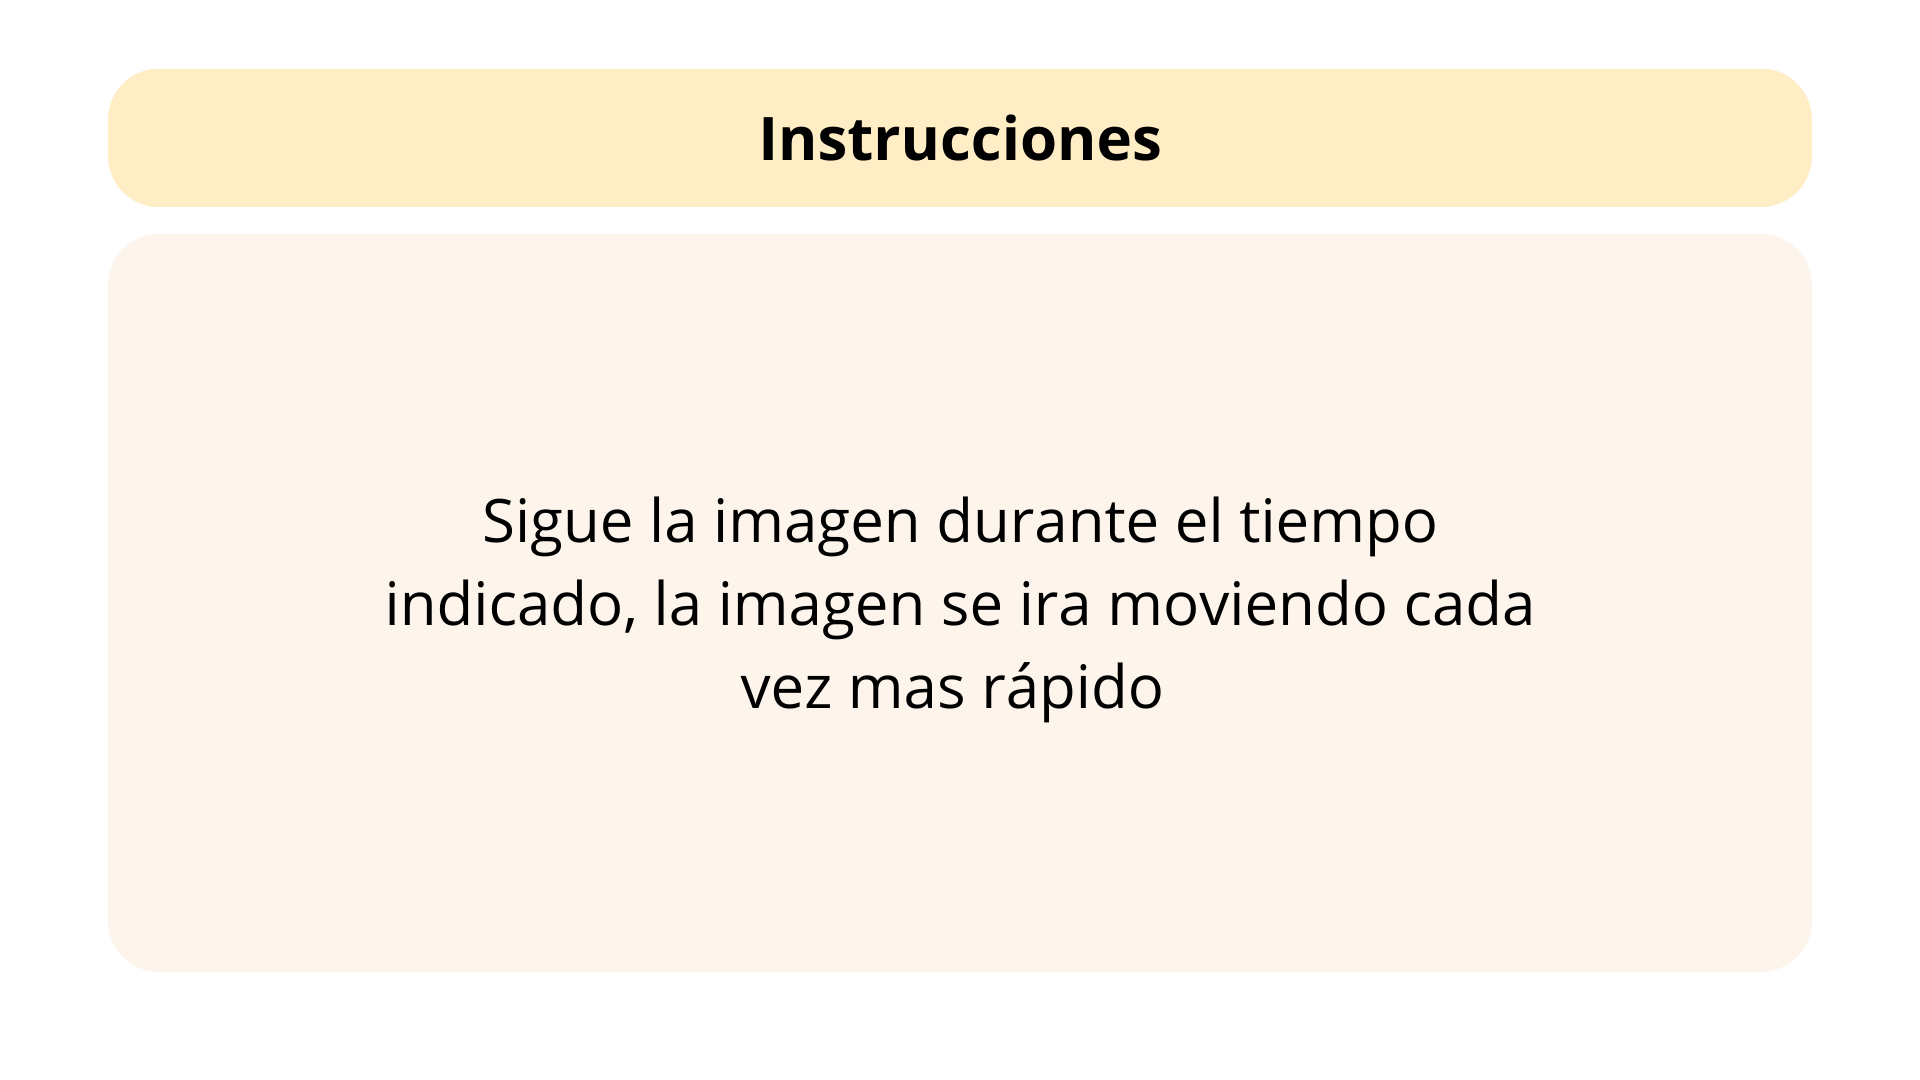 Instrucciones
Sigue la imagen durante el tiempo
indicado, la imagen se ira moviendo cada
vez mas rápido